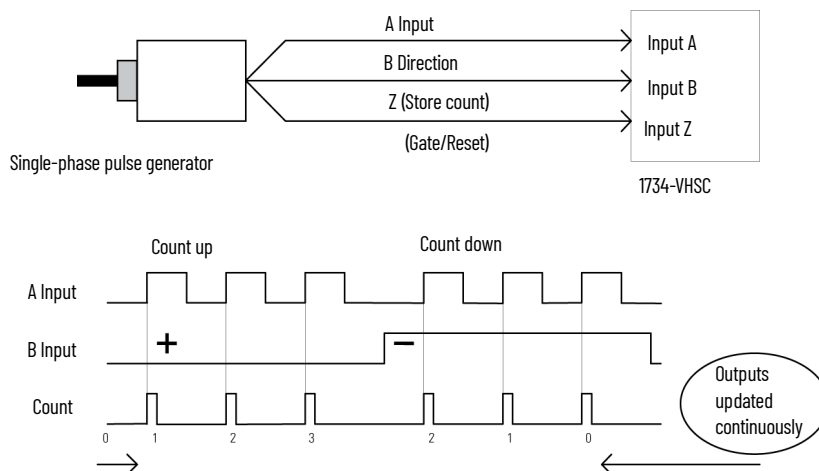 A Input
Input A
B Direction
Input B
Z (Store count)
Input Z
(Gate/Reset)
Single-phase pulse generator
1734-VHSC
Count up
Count down
A Input
B Input
+
−
Count
0
1
2
3
2
1
0
Outputs
updated
continuously